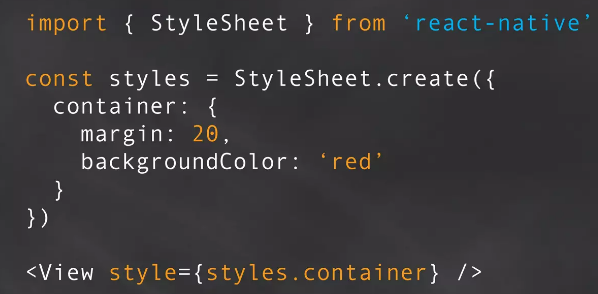 import { StyleSheet } from ‘react-native’
const styles = StyleSheet.create({
  container: {
    margin: 20,
    backgroundColor: ‘red’
  }
})
<View style={styles.container} />